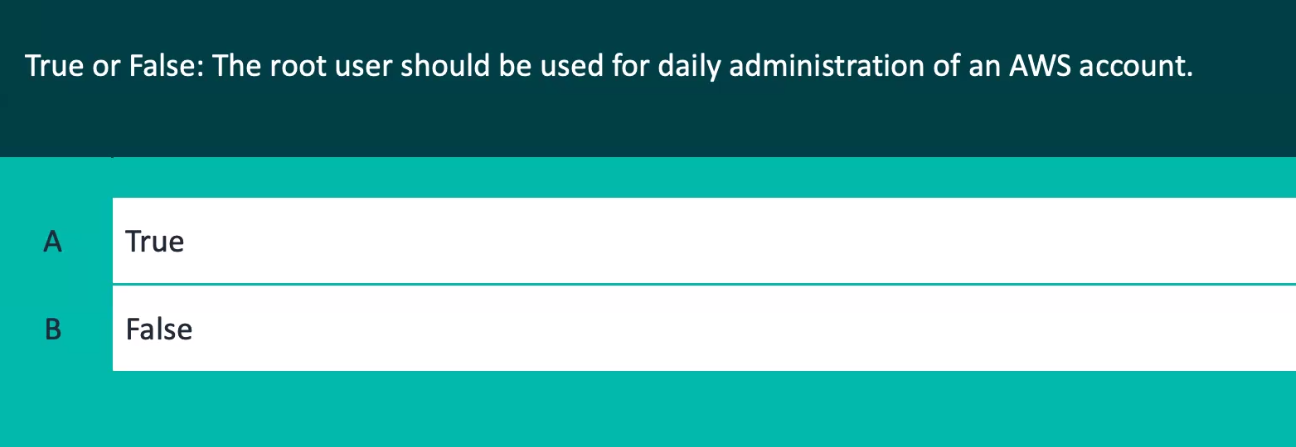 True or False: The root user should be used for daily administration of an AWS account.
A True
B False